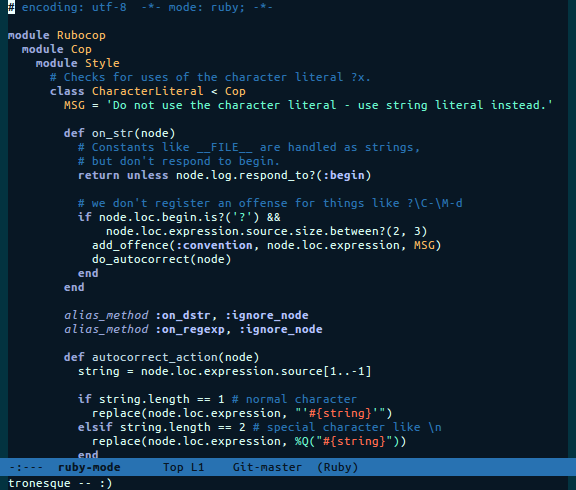 # encoding: utf-8  -*- mode: ruby; -*-

module Rubocop
  module Cop
    module Style
      # Checks for uses of the character literal ?x.
      class CharacterLiteral < Cop
        MSG = 'Do not use the character literal - use string literal instead.'

        def on_str(node)
          # Constants like __FILE__ are handled as strings,
          # but don't respond to begin.
          return unless node.log.respond_to?(:begin)

          # we don't register an offense for things like ?\C-\M-d
          if node.loc.begin.is?('?') &&
              node.loc.expression.source.size.between?(2, 3)
            add_offence(:convention, node.loc.expression, MSG)
            do_autocorrect(node)
          end
        end

        alias_method :on_dstr, :ignore_node
        alias_method :on_regexp, :ignore_node

        def autocorrect_action(node)
          string = node.loc.expression.source[1..-1]

          if string.length == 1 # normal character
            replace(node.loc.expression, "'#{string}'")
          elsif string.length == 2 # special character like \n
            replace(node.loc.expression, %Q("#{string}"))
          end
-:---  ruby-mode      Top L1    Git-master  (Ruby)
tronesque -- :)